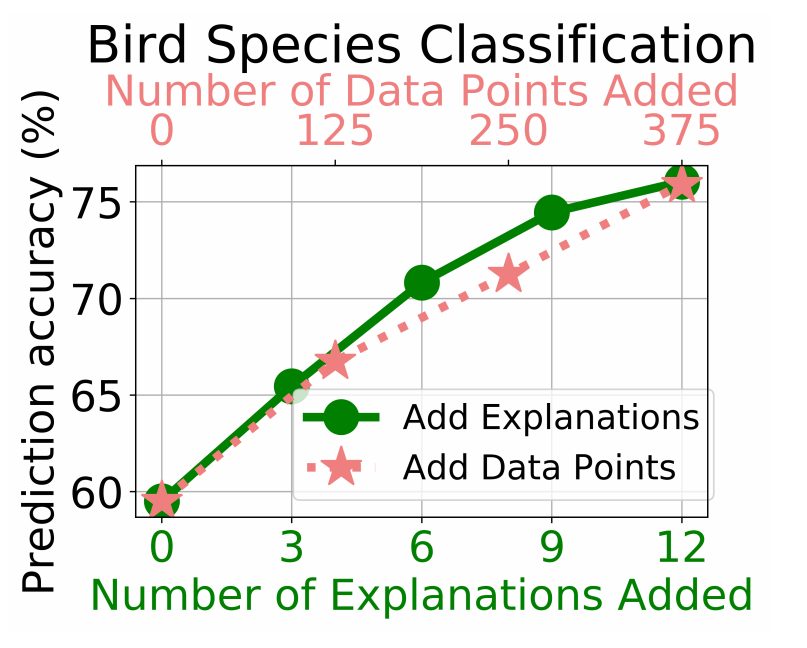 Bird Species Classification
Number of Data Points Added
0 125 250 375
Prediction accuracy (%)
75
70
65
60
Add Explanations
Add Data Points
0 3 6 9 12
Number of Explanations Added